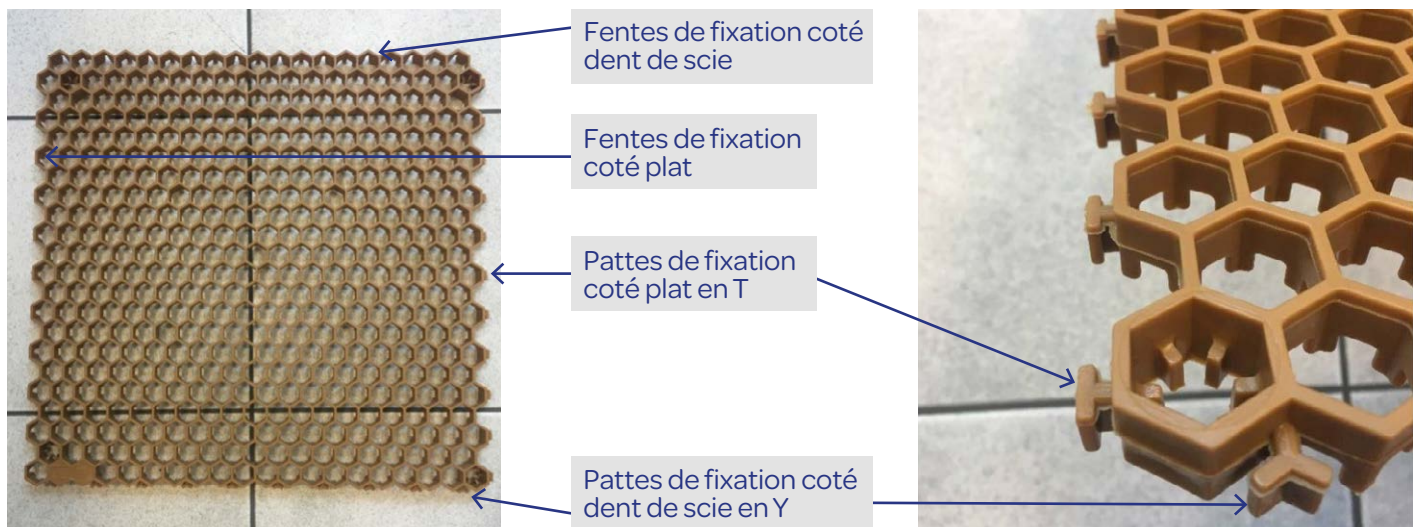 Fentes de fixation coté
dent de scie
Fentes de fixation
coté plat
Pattes de fixation
coté plat en T
Pattes de fixation coté
dent de scie en Y